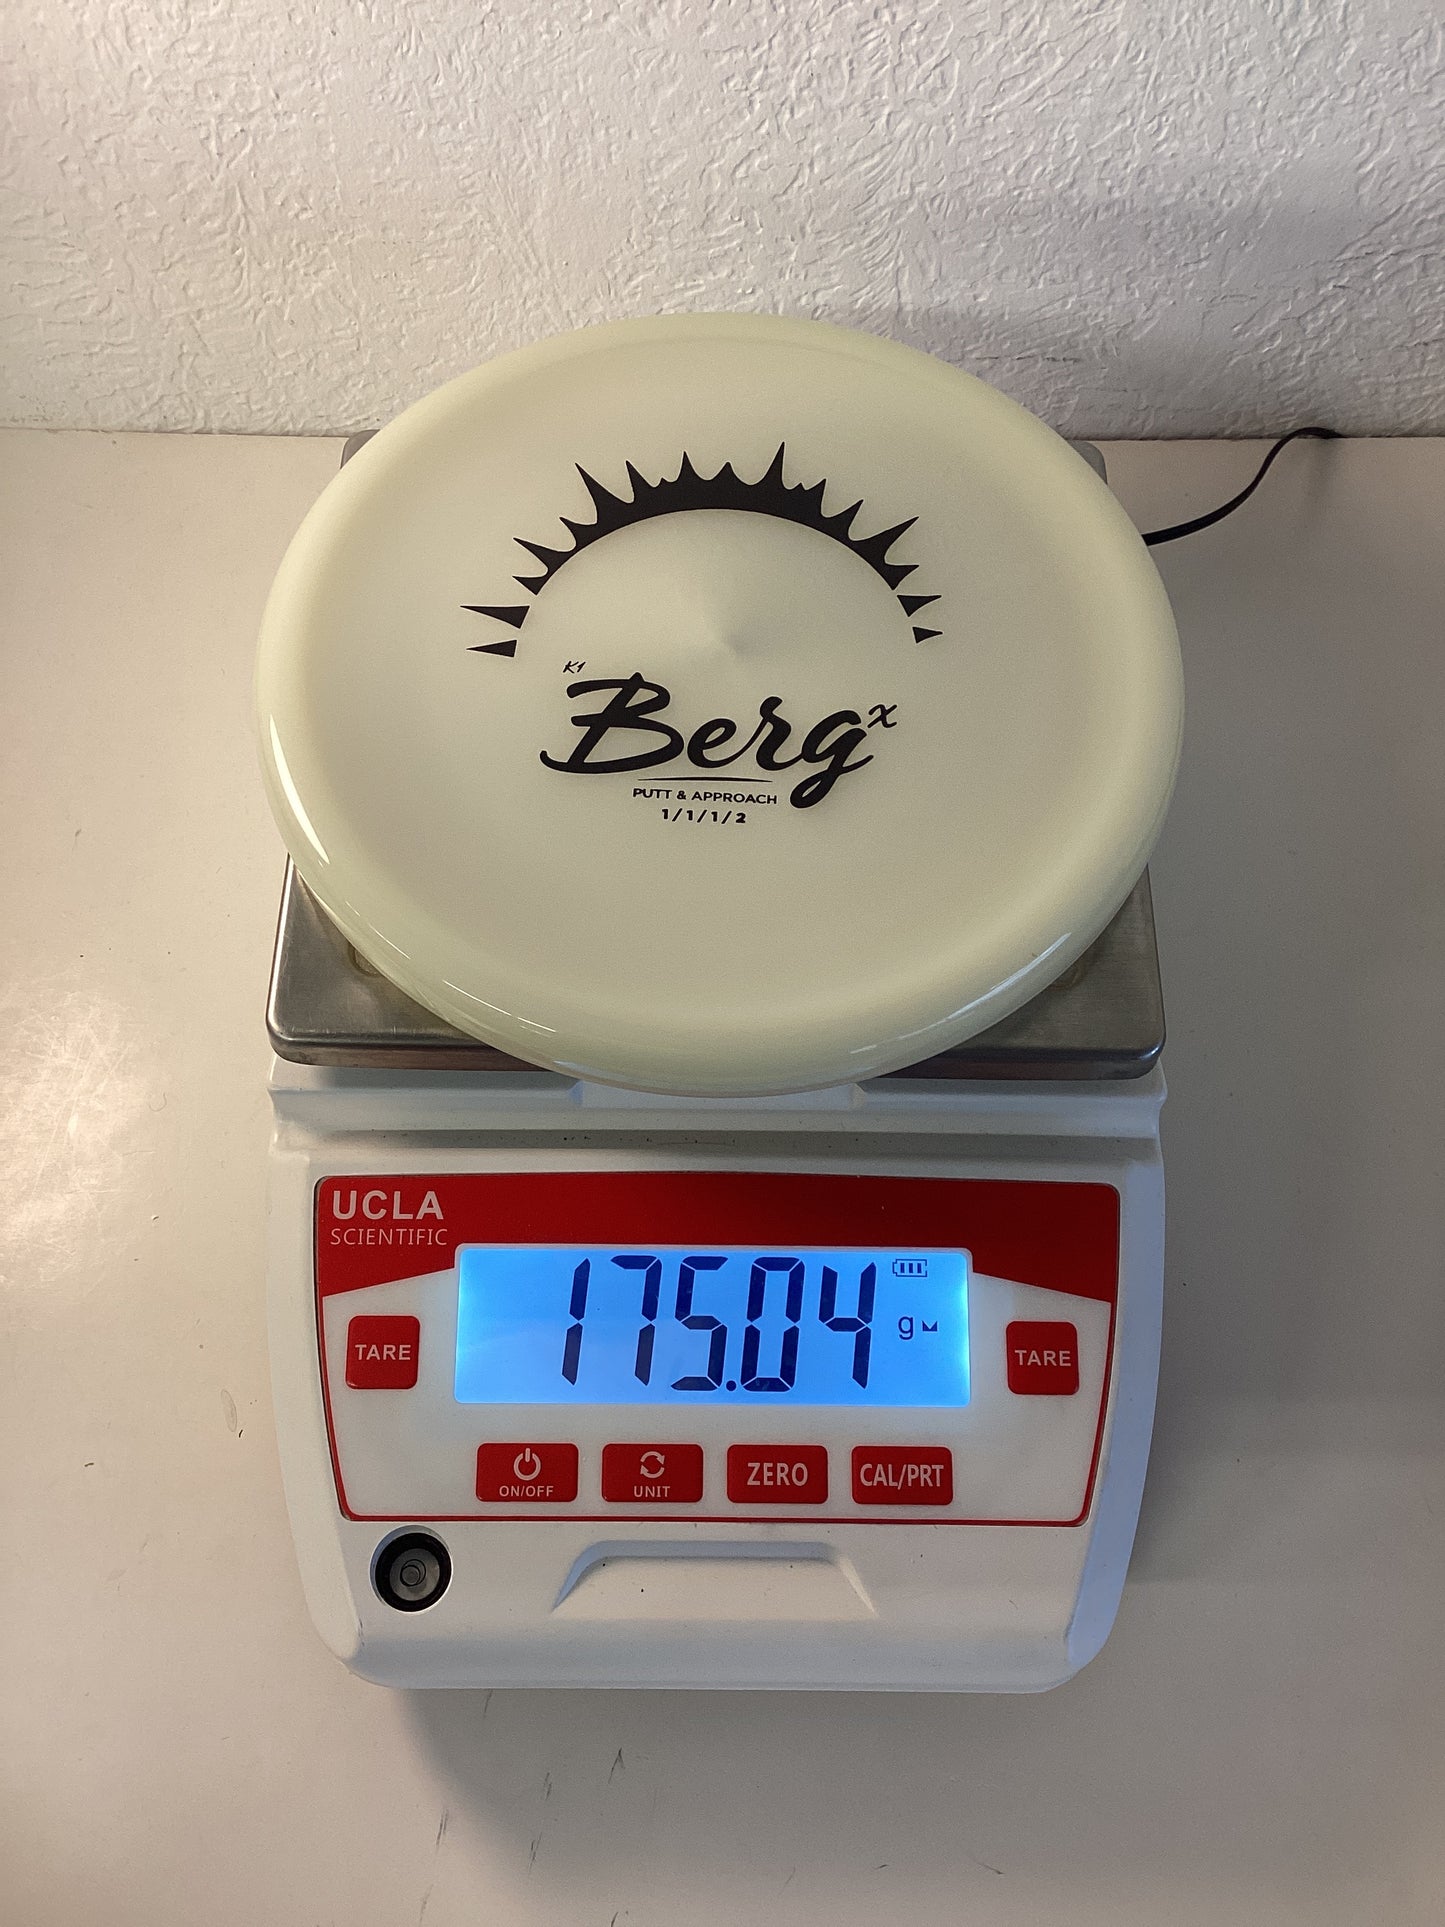 K1
Bergx
PUTT & APPROACH
1/1/1/2
UCLA
SCIENTIFIC
175.04
g
TARE
TARE
ON/OFF
UNIT
ZERO
CAL/PRT